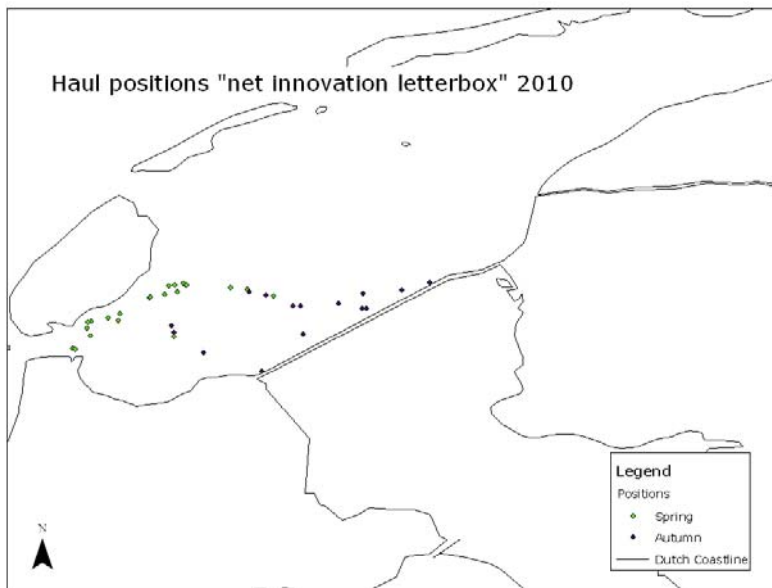 Haul positions "net innovation letterbox" 2010
Legend
Positions
Spring
Autumn
Dutch Coastline
N